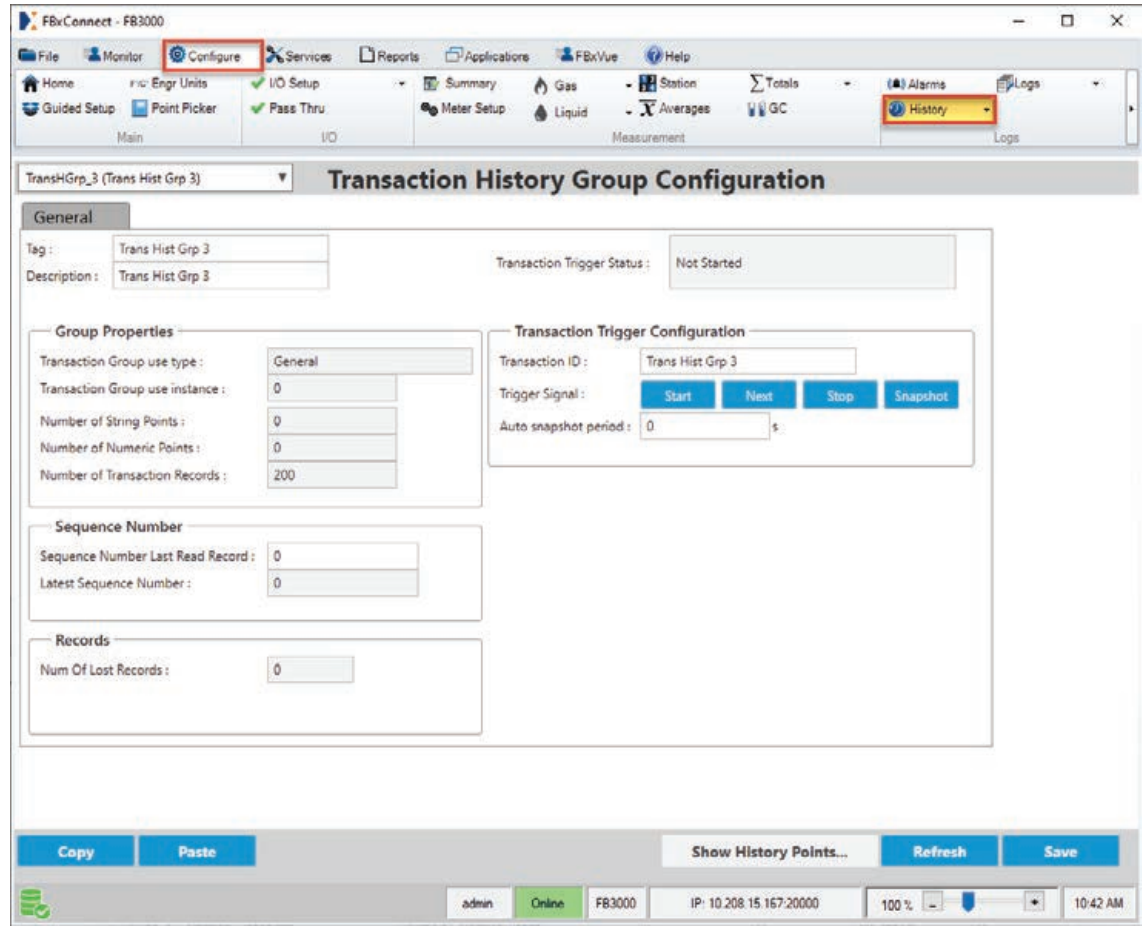 FBxConnect - FB3000
File Monitor Configure Services Reports Applications FBxVue Help
Home Engr Units I/O Setup Summary Gas Station Totals Alarms Logs
Guided Setup Point Picker Pass Thru Meter Setup Liquid Averages GC History
Main I/O Measurement Logs
TransHGrp_3 (Trans Hist Grp 3) Transaction History Group Configuration
General
Tag : Trans Hist Grp 3
Transaction Trigger Status : Not Started
Description : Trans Hist Grp 3
Group Properties Transaction Trigger Configuration
Transaction Group use type : General Transaction ID : Trans Hist Grp 3
Transaction Group use instance : 0 Trigger Signal : Start Next Stop Snapshot
Number of String Points : 0 Auto snapshot period : 0 s
Number of Numeric Points : 0
Number of Transaction Records : 200
Sequence Number
Sequence Number Last Read Record : 0
Latest Sequence Number : 0
Records
Num Of Lost Records : 0
Copy Paste Show History Points... Refresh Save
admin Online FB3000 IP: 10.208.15.167:20000 100 % - + 10:42 AM